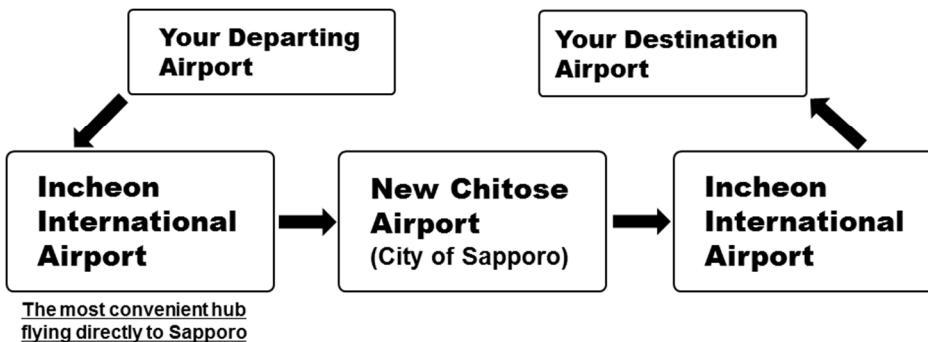 Your Departing
Airport
Your Destination
Airport
Incheon
International
Airport
New Chitose
Airport
(City of Sapporo)
Incheon
International
Airport
The most convenient hub
flying directly to Sapporo